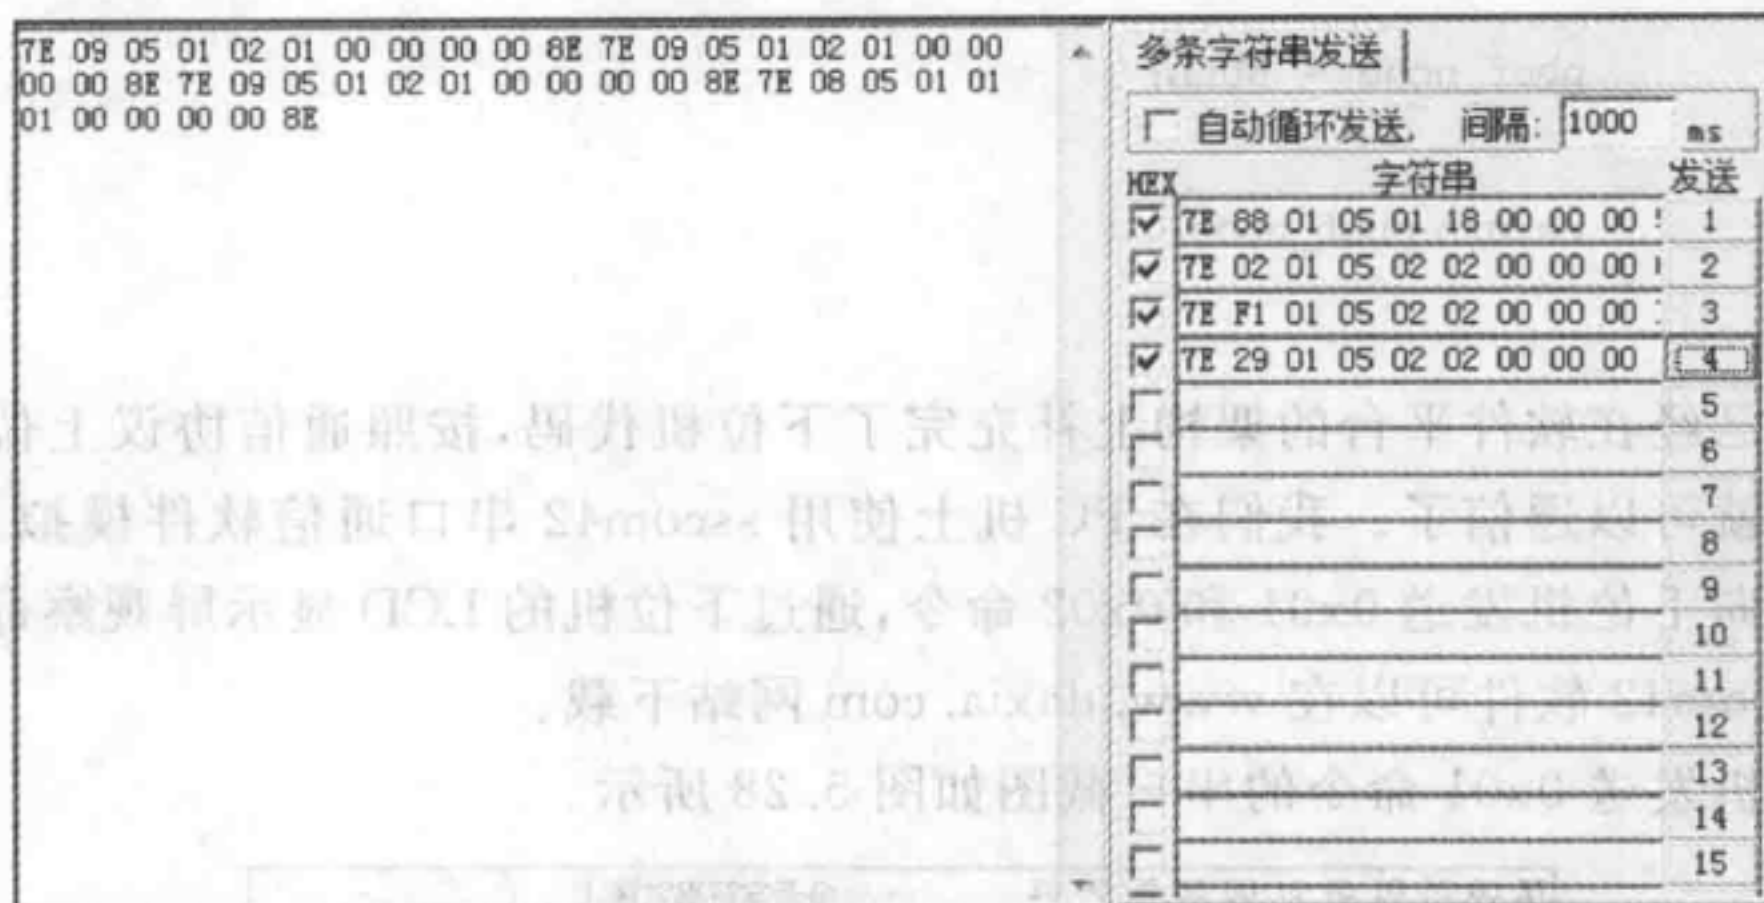 7E 09 05 01 02 01 00 00 00 00 8E 7E 09 05 01 02 01 00 00
00 00 8E 7E 09 05 01 02 01 00 00 00 00 8E 7E 08 05 01 01
01 00 00 00 00 8E
多条字符串发送
自动循环发送, 间隔: 1000 ms
HEX 字符串 发送
7E 88 01 05 01 18 00 00 00 1
7E 02 01 05 02 02 00 00 00 2
7E F1 01 05 02 02 00 00 00 3
7E 29 01 05 02 02 00 00 00 4
5
6
7
8
9
10
11
12
13
14
15